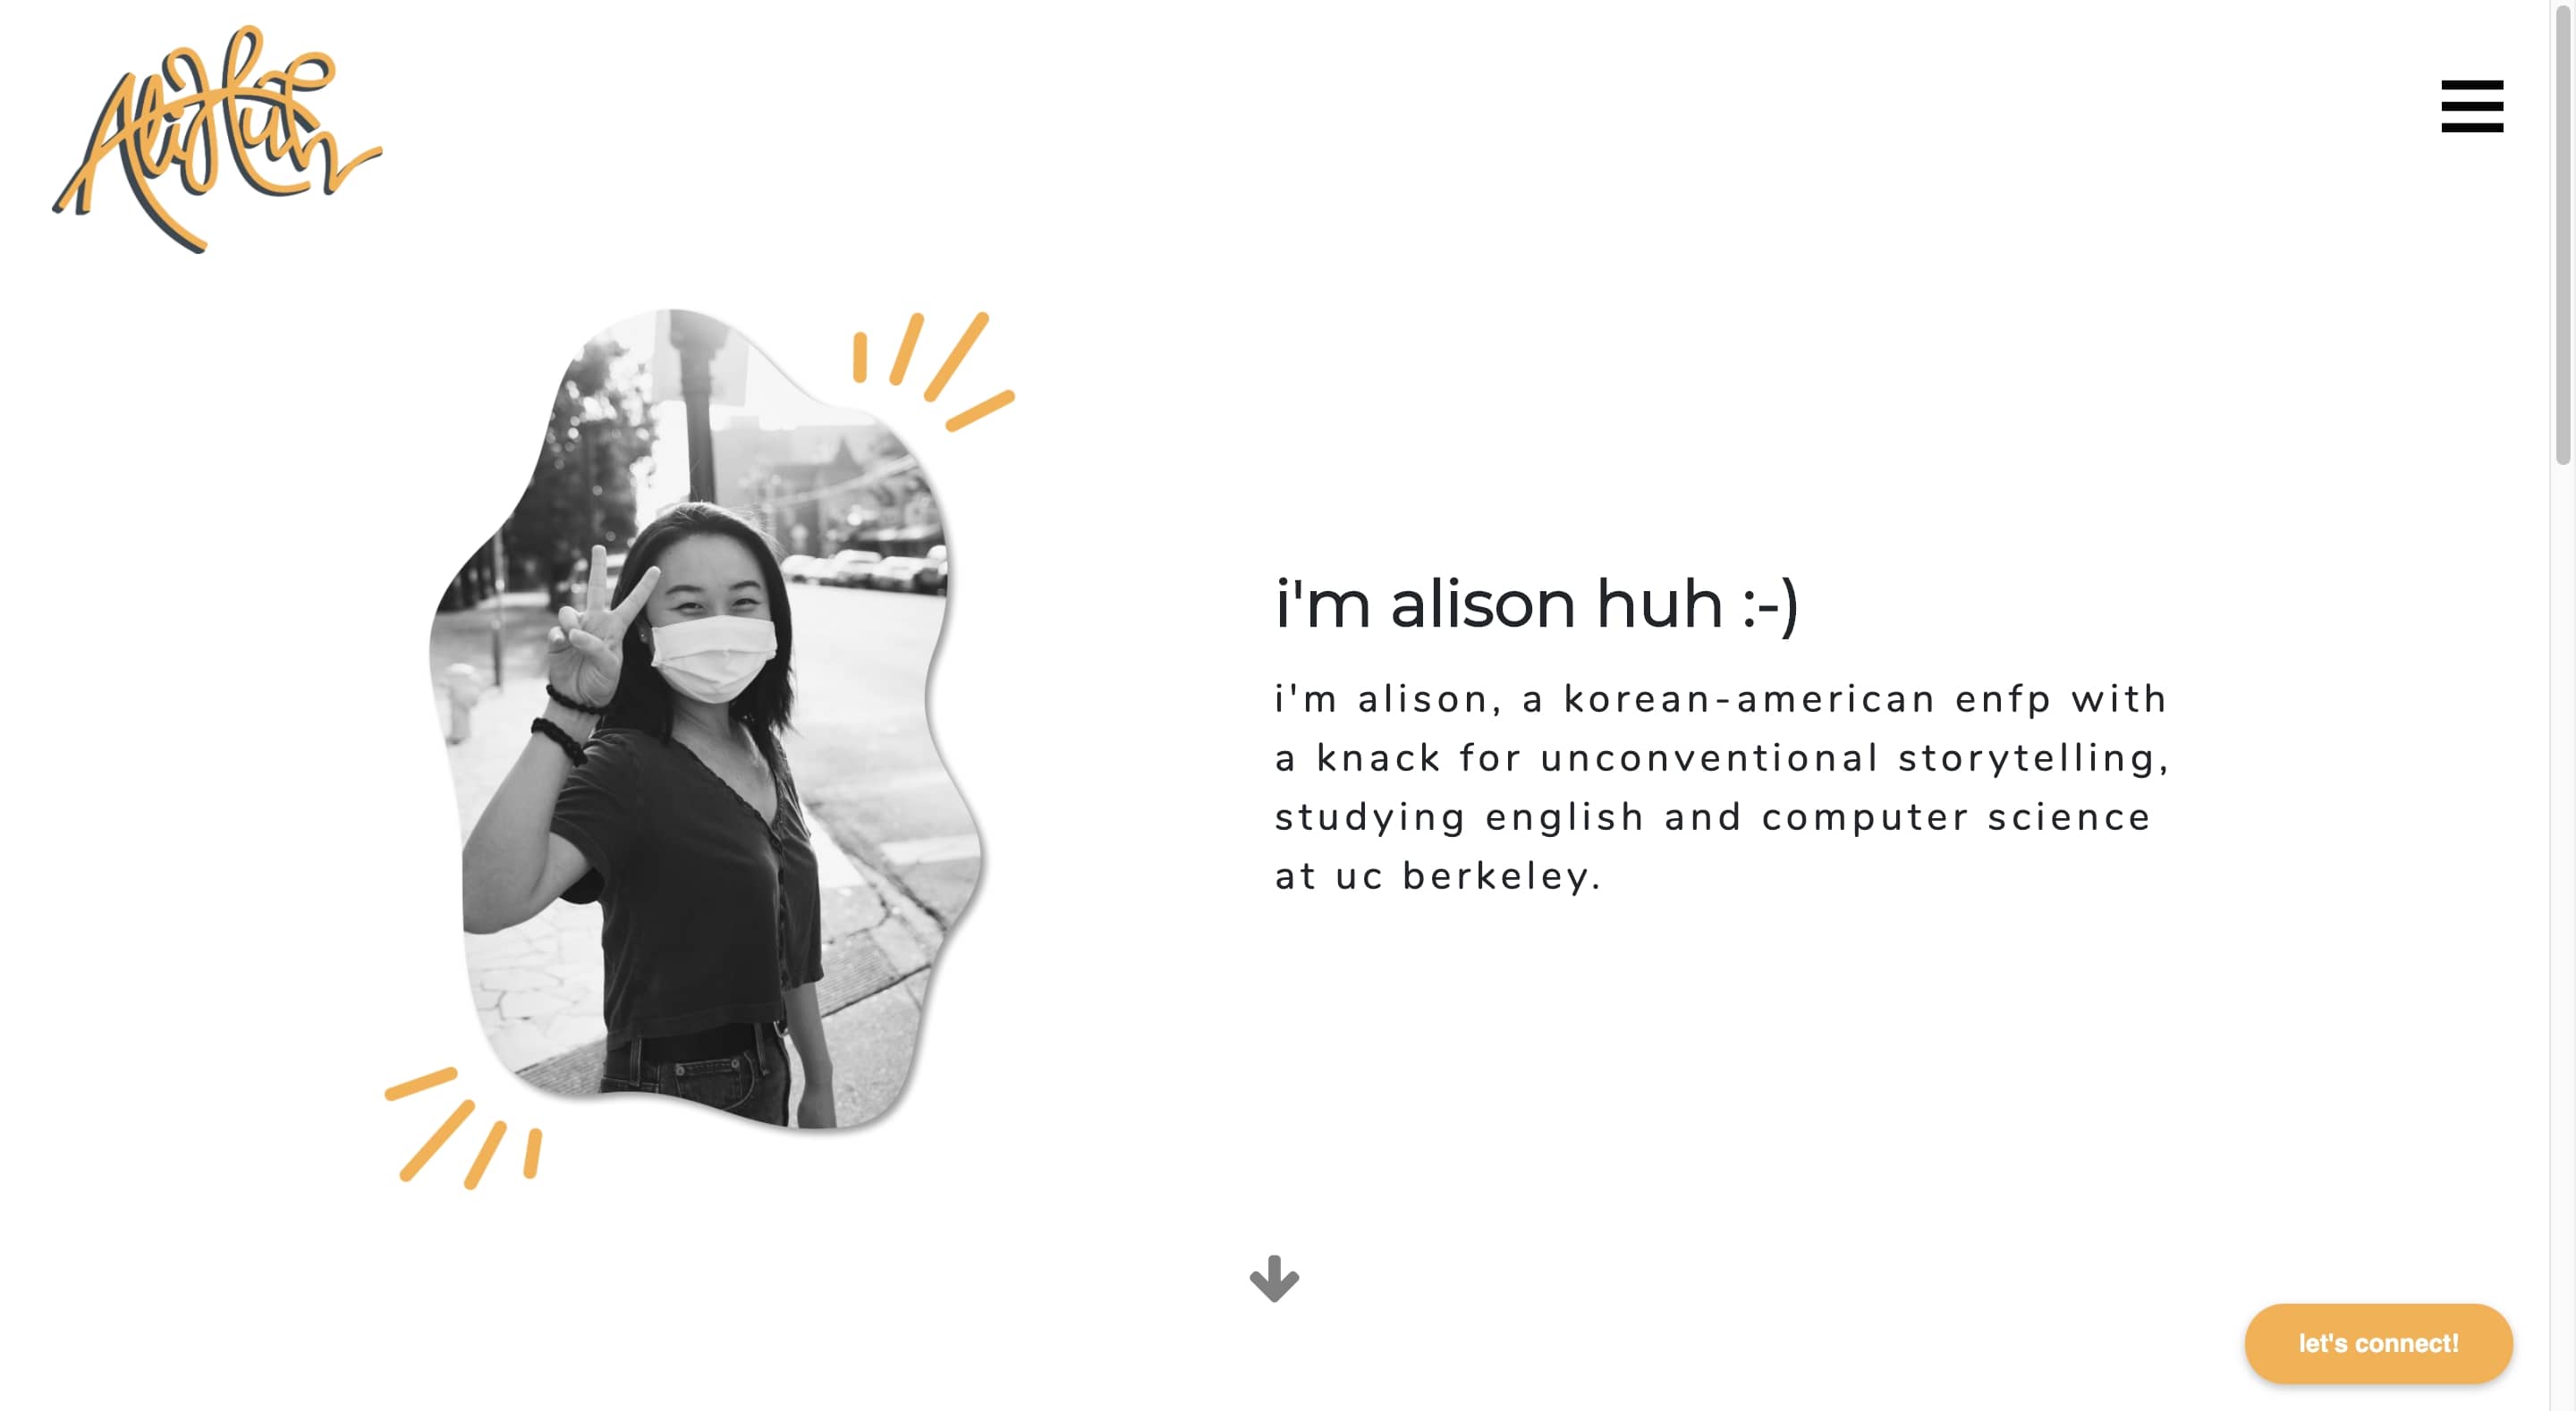 AliHuh
i'm alison huh :-)
i'm alison, a korean-american enfp with
a knack for unconventional storytelling,
studying english and computer science
at uc berkeley.
let's connect!